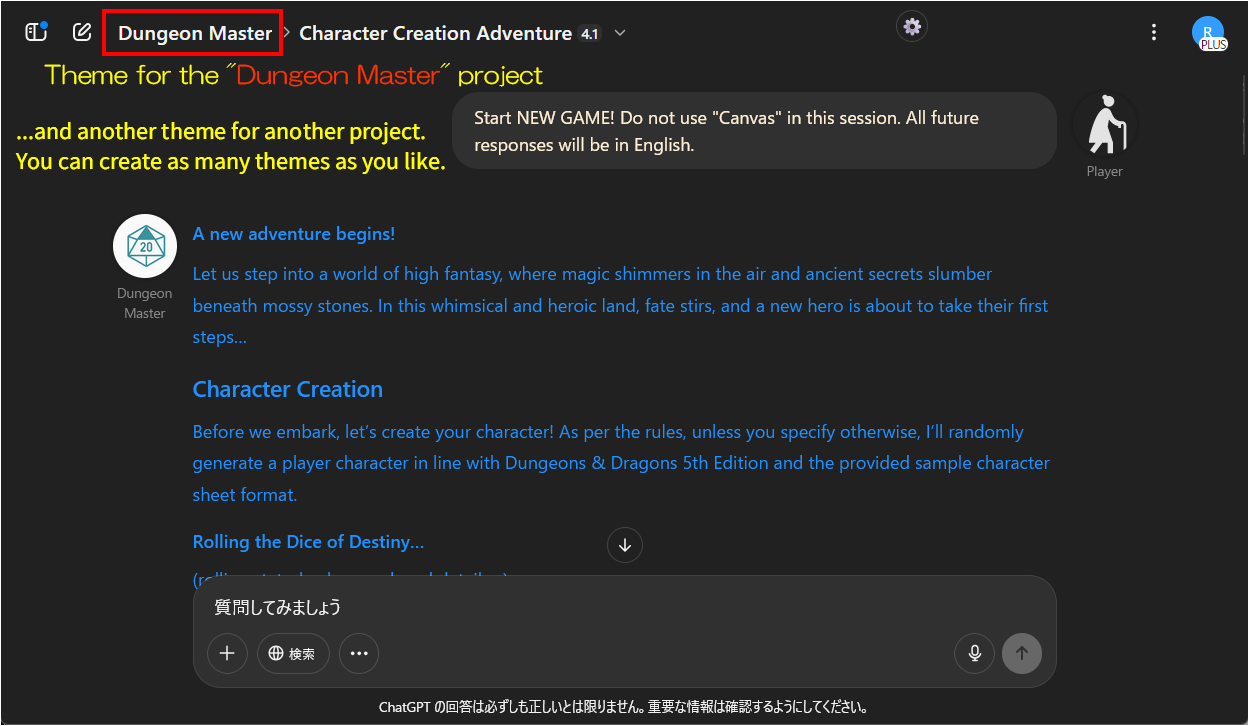 Dungeon Master > Character Creation Adventure 4.1
R
PLUS
Theme for the "Dungeon Master" project
...and another theme for another project.
You can create as many themes as you like.
Start NEW GAME! Do not use "Canvas" in this session. All future
responses will be in English.
Player
20
Dungeon
Master
A new adventure begins!
Let us step into a world of high fantasy, where magic shimmers in the air and ancient secrets slumber
beneath mossy stones. In this whimsical and heroic land, fate stirs, and a new hero is about to take their first
steps...
Character Creation
Before we embark, let's create your character! As per the rules, unless you specify otherwise, I'll randomly
generate a player character in line with Dungeons & Dragons 5th Edition and the provided sample character
sheet format.
Rolling the Dice of Destiny...
質問してみましょう
検索
ChatGPT の回答は必ずしも正しいとは限りません。重要な情報は確認するようにしてください。